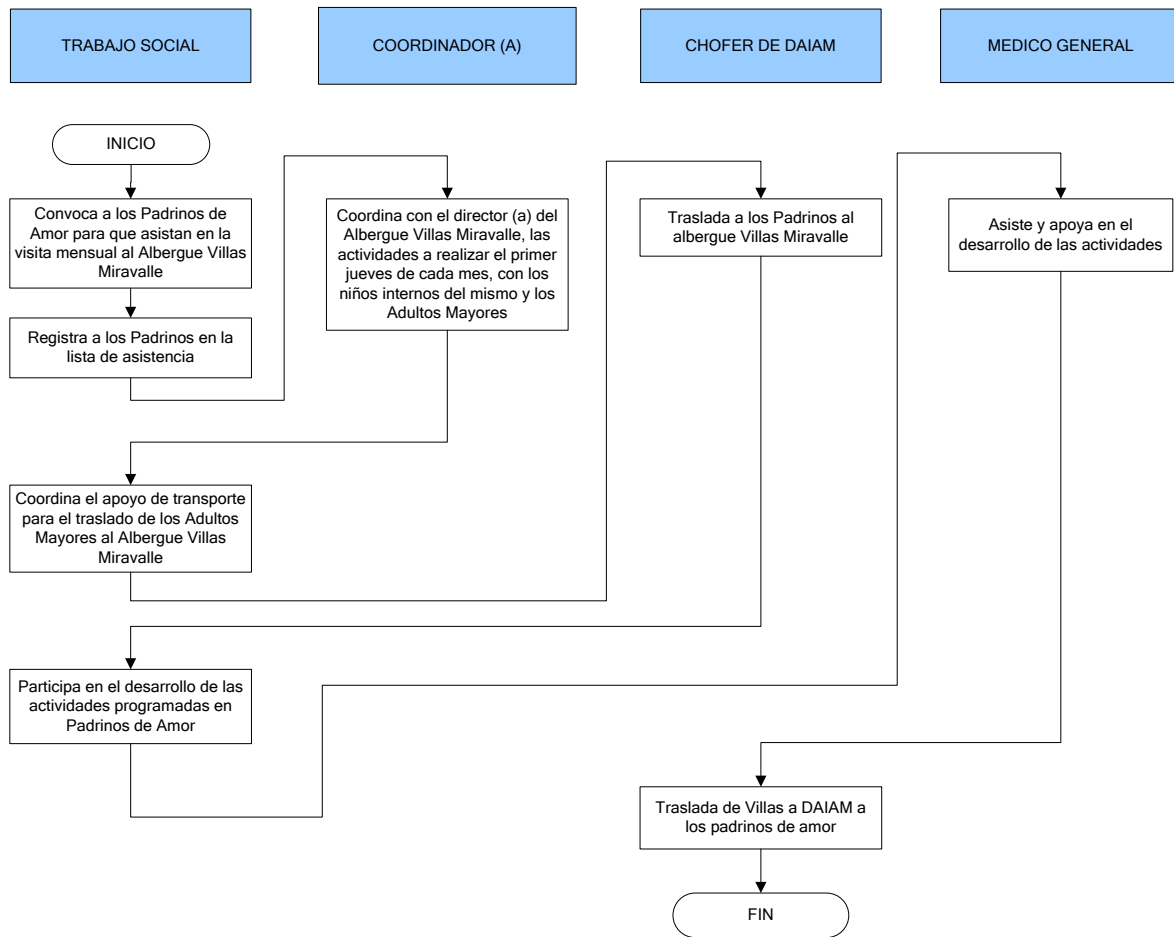 TRABAJO SOCIAL
COORDINADOR (A)
CHOFER DE DAIAM
MEDICO GENERAL
INICIO
Convoca a los Padrinos de
Amor para que asistan en la
visita mensual al Albergue Villas
Miravalle
Registra a los Padrinos en la
lista de asistencia
Coordina con el director (a) del
Albergue Villas Miravalle, las
actividades a realizar el primer
jueves de cada mes, con los
niños internos del mismo y los
Adultos Mayores
Coordina el apoyo de transporte
para el traslado de los Adultos
Mayores al Albergue Villas
Miravalle
Traslada a los Padrinos al
albergue Villas Miravalle
Participa en el desarrollo de las
actividades programadas en
Padrinos de Amor
Asiste y apoya en el
desarrollo de las actividades
Traslada de Villas a DAIAM a
los padrinos de amor
FIN